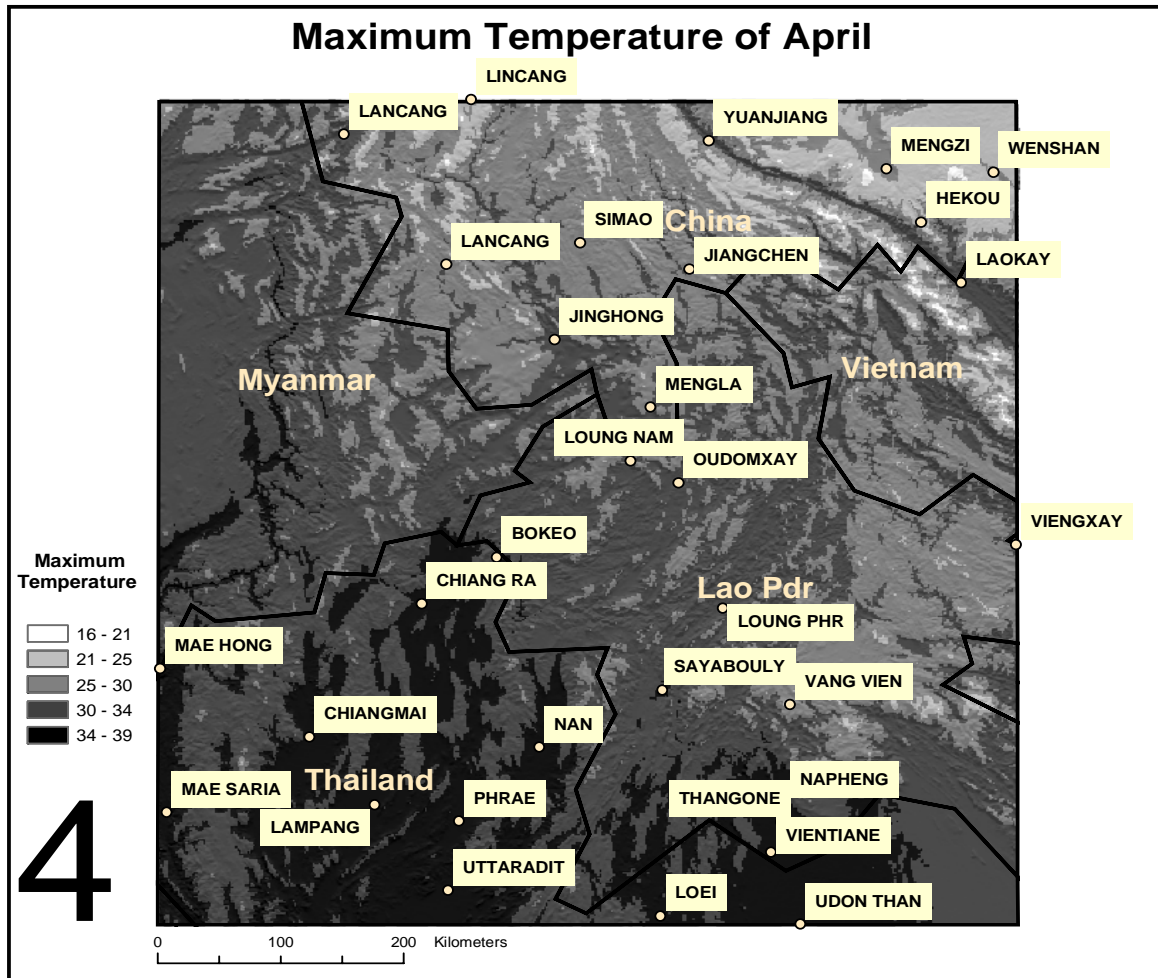 Maximum Temperature of April
LINCANG
LANCANG
YUANJIANG
MENGZI
WENSHAN
HEKOU
SIMAO
China
LANCANG
JIANGCHEN
LAOKAY
JINGHONG
Myanmar
Vietnam
MENGLA
LOUNG NAM
OUDOMXAY
VIENGXAY
BOKEO
CHIANG RA
Lao Pdr
LOUNG PHR
MAE HONG
SAYABOULY
VANG VIEN
CHIANGMAI
NAN
Thailand
NAPHENG
MAE SARIA
PHRAE
THANGONE
LAMPANG
VIENTIANE
UTTARADIT
LOEI
UDON THAN
Maximum
Temperature
16 - 21
21 - 25
25 - 30
30 - 34
34 - 39
4
0 100 200 Kilometers